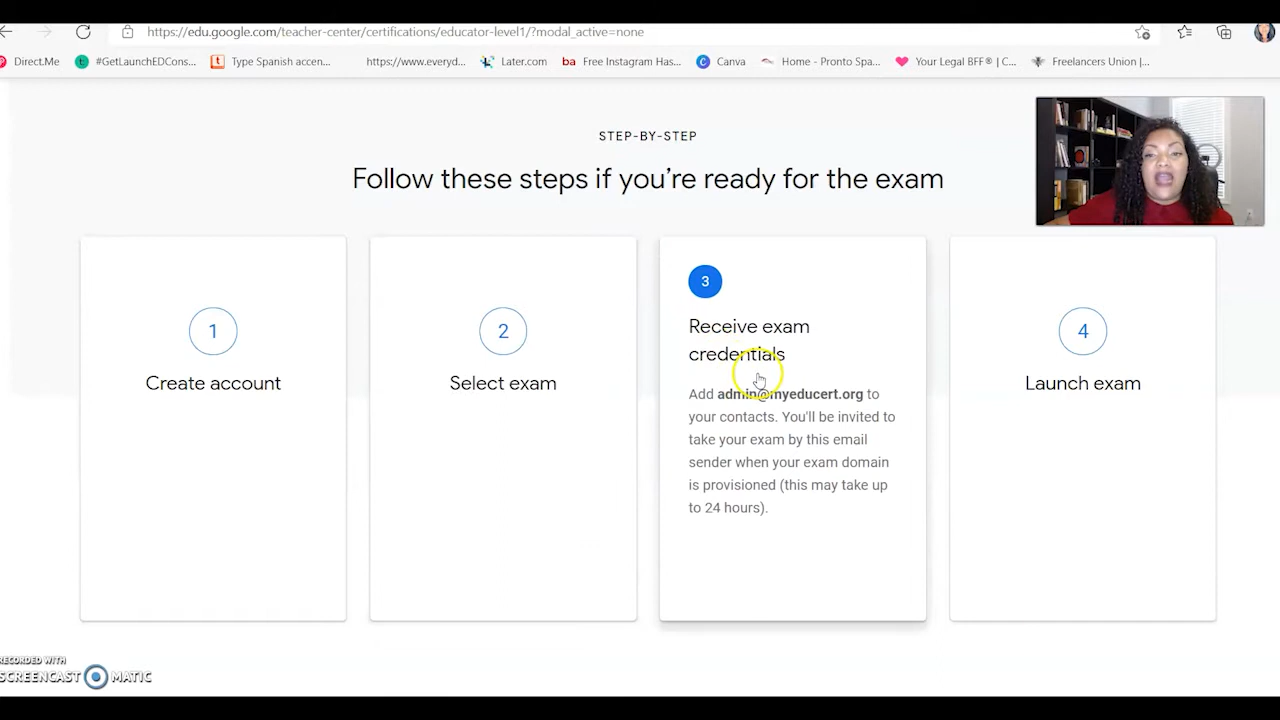 https://edu.google.com/teacher-center/certifications/educator-level1/?modal_active=none
Direct.Me
#GetLaunchEDCons...
Type Spanish accen...
https://www.everyd...
Later.com
ba Free Instagram Has...
Canva
Home - Pronto Spa...
Your Legal BFF® | C...
Freelancers Union |...
STEP-BY-STEP
Follow these steps if you're ready for the exam
1
Create account
2
Select exam
3
Receive exam
credentials
Add admin@myeducert.org to
your contacts. You'll be invited to
take your exam by this email
sender when your exam domain
is provisioned (this may take up
to 24 hours).
4
Launch exam
RECORDED WITH
SCREENCAST MATIC